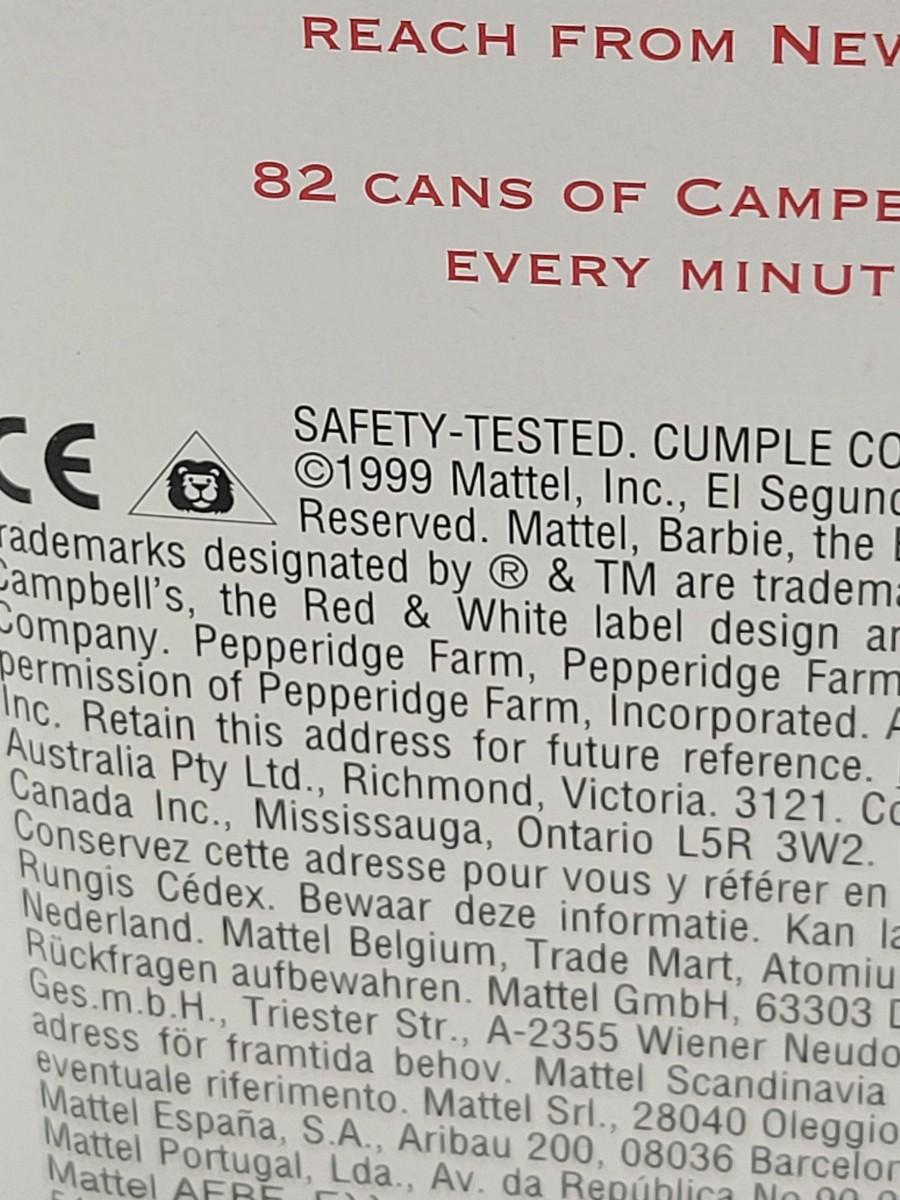 REACH FROM NEW
82 CANS OF CAMPBE
EVERY MINUT
CE
SAFETY-TESTED. CUMPLE CO
©1999 Mattel, Inc., El Segund
Reserved. Mattel, Barbie, the B
rademarks designated by ® & TM are tradema
Campbell's, the Red & White label design an
Company. Pepperidge Farm, Pepperidge Farm
permission of Pepperidge Farm, Incorporated. A
Inc. Retain this address for future reference.
Australia Pty Ltd., Richmond, Victoria. 3121. Co
Canada Inc., Mississauga, Ontario L5R 3W2.
Conservez cette adresse pour vous y référer en
Rungis Cédex. Bewaar deze informatie. Kan la
Nederland. Mattel Belgium, Trade Mart, Atomiu
Rückfragen aufbewahren. Mattel GmbH, 63303 D
Ges.m.b.H., Triester Str., A-2355 Wiener Neudo
adress för framtida behov. Mattel Scandinavia
eventuale riferimento. Mattel Srl., 28040 Oleggio
Mattel España, S.A., Aribau 200, 08036 Barcelon
Mattel Portugal, Lda., Av. da República
Mattel AEBE